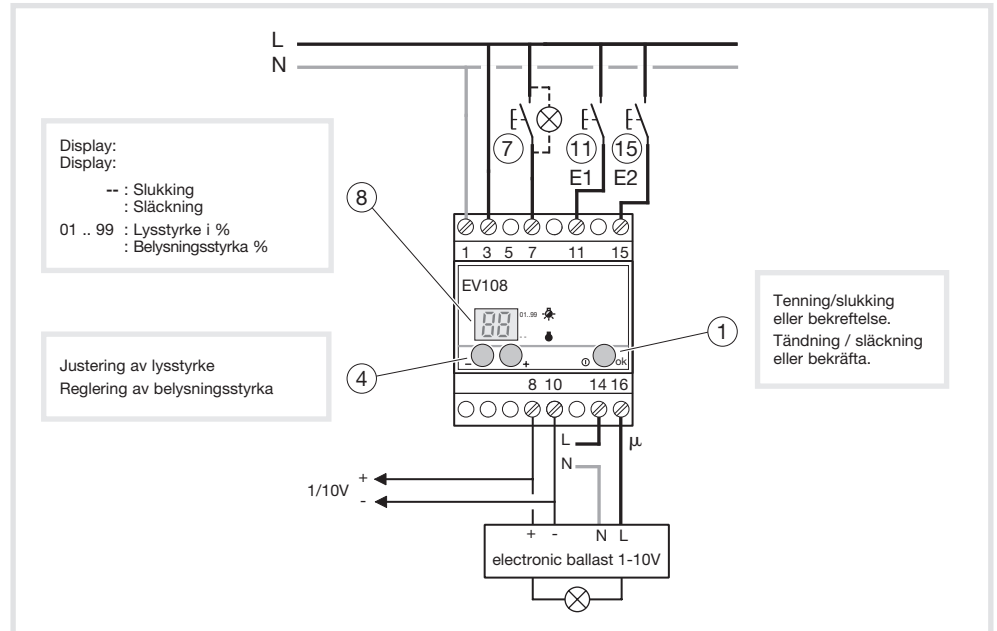 L
N
7
11
15
E1
E2
Display:
Display:
-- : Slukking
: Släckning
01 .. 99 : Lysstyrke i %
: Belysningsstyrka %
8
1 3 5 7 11 15
EV108
88
01..99
--
- + ok
Tenning/slukking
eller bekreftelse.
Tändning / släckning
eller bekräfta.
1
Justering av lysstyrke
Reglering av belysningsstyrka
4
8 10 14 16
L
μ
N
1/10V
+
-
+ - N L
electronic ballast 1-10V